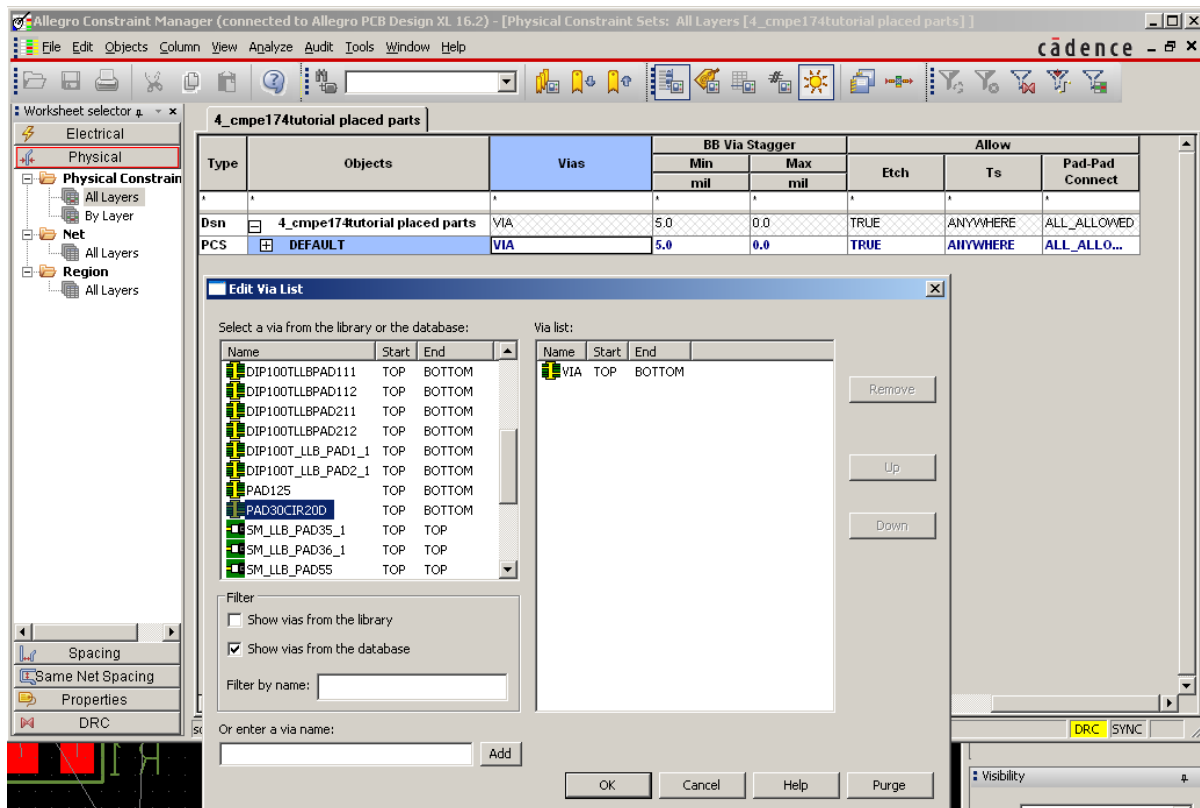 Allegro Constraint Manager (connected to Allegro PCB Design XL 16.2) - [Physical Constraint Sets: All Layers [4_cmpe174tutorial placed parts] ]
File Edit Objects Column View Analyze Audit Tools Window Help
cādence
Worksheet selector
Electrical
Physical
Physical Constrain
All Layers
By Layer
Net
All Layers
Region
All Layers
Spacing
Same Net Spacing
Properties
DRC
4_cmpe174tutorial placed parts
Type Objects Vias BB Via Stagger Allow
Min Max Etch Ts Pad-Pad Connect
mil mil
* * * * * * * *
Dsn 4_cmpe174tutorial placed parts VIA 5.0 0.0 TRUE ANYWHERE ALL_ALLOWED
PCS DEFAULT VIA 5.0 0.0 TRUE ANYWHERE ALL_ALLO...
Edit Via List
Select a via from the library or the database:
Name Start End
DIP100TLLBPAD111 TOP BOTTOM
DIP100TLLBPAD112 TOP BOTTOM
DIP100TLLBPAD211 TOP BOTTOM
DIP100TLLBPAD212 TOP BOTTOM
DIP100T_LLB_PAD1_1 TOP BOTTOM
DIP100T_LLB_PAD2_1 TOP BOTTOM
PAD125 TOP BOTTOM
PAD30CIR20D TOP BOTTOM
SM_LLB_PAD35_1 TOP TOP
SM_LLB_PAD36_1 TOP TOP
SM_LLB_PAD55 TOP TOP
Via list:
Name Start End
VIA TOP BOTTOM
Remove
Up
Down
Filter
Show vias from the library
Show vias from the database
Filter by name:
Or enter a via name:
Add
OK Cancel Help Purge
DRC SYNC
Visibility